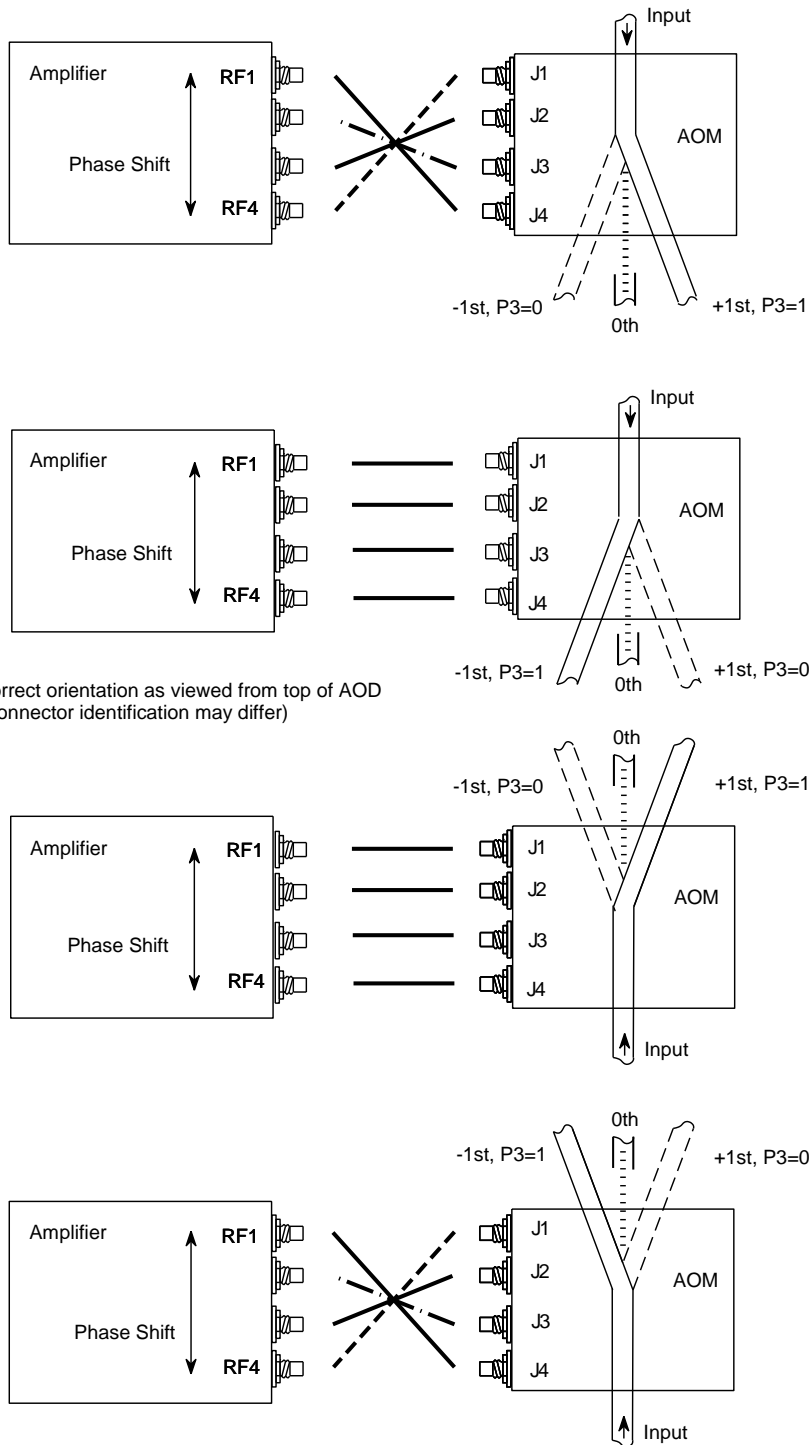 Input
Amplifier
RF1
J1
J2
AOM
Phase Shift
J3
RF4
J4
-1st, P3=0
+1st, P3=1
0th
Input
Amplifier
RF1
J1
J2
AOM
Phase Shift
J3
RF4
J4
-1st, P3=1
+1st, P3=0
0th
orrect orientation as viewed from top of AOD
onnector identification may differ)
0th
-1st, P3=0
+1st, P3=1
Amplifier
RF1
J1
J2
AOM
Phase Shift
J3
RF4
J4
Input
0th
-1st, P3=1
+1st, P3=0
Amplifier
RF1
J1
J2
AOM
Phase Shift
J3
RF4
J4
Input